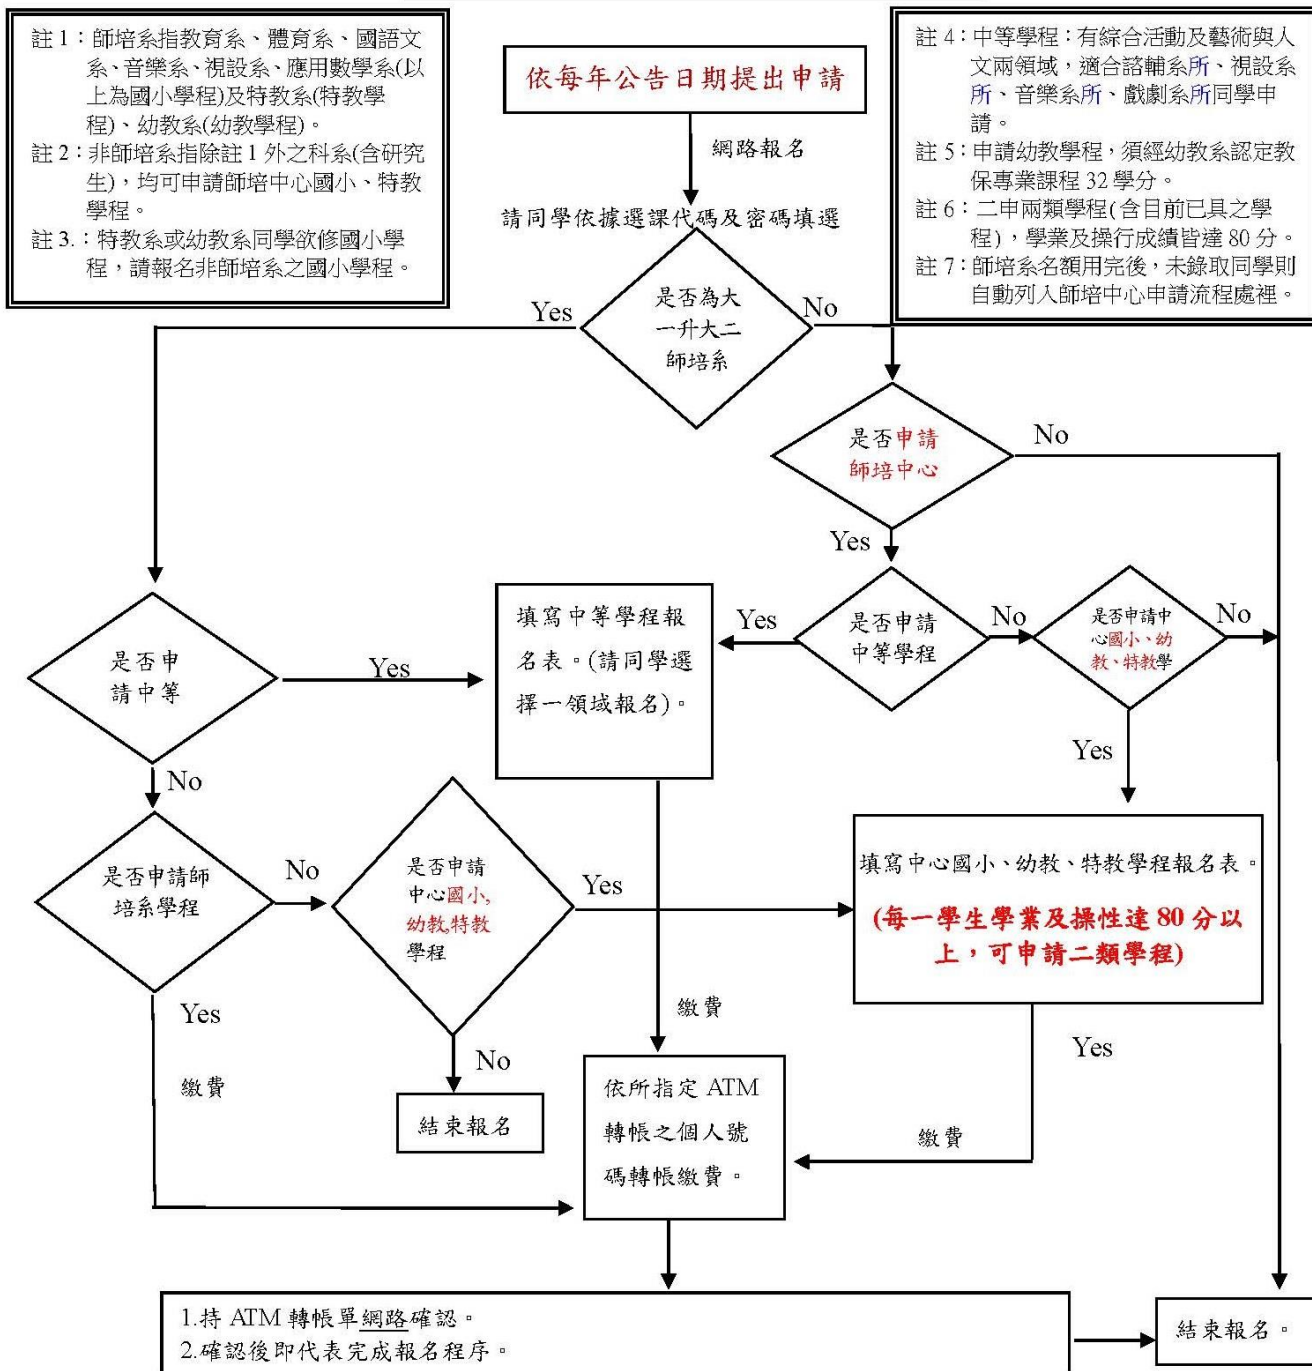 註 1：師培系指教育系、體育系、國語文
系、音樂系、視設系、應用數學系(以
上為國小學程)及特教系(特教學
程)、幼教系(幼教學程)。
註 2：非師培系指除註 1 外之科系(含研究
生)，均可申請師培中心國小、特教
學程。
註 3.：特教系或幼教系同學欲修國小學
程，請報名非師培系之國小學程。
依每年公告日期提出申請
註 4：中等學程：有綜合活動及藝術與人
文兩領域，適合諮輔系所、視設系
所、音樂系所、戲劇系所同學申
請。
註 5：申請幼教學程，須經幼教系認定教
保專業課程 32 學分。
註 6：二申兩類學程(含目前已具之學
程)，學業及操行成績皆達 80 分。
註 7：師培系名額用完後，未錄取同學則
自動列入師培中心申請流程處裡。
網路報名
請同學依據選課代碼及密碼填選
Yes
是否為大
一升大二
師培系
No
是否申請
師培中心
No
Yes
是否申
請中等
Yes
填寫中等學程報
名表。(請同學選
擇一領域報名)。
Yes
是否申請
中等學程
No
是否申請中
心國小、幼
教、特教學
No
Yes
No
是否申請師
培系學程
No
是否申請
中心國小,
幼教,特教
學程
Yes
填寫中心國小、幼教、特教學程報名表。
(每一學生學業及操性達 80 分以
上，可申請二類學程)
Yes
繳費
No
結束報名
繳費
依所指定 ATM
轉帳之個人號
碼轉帳繳費。
Yes
繳費
1.持 ATM 轉帳單網路確認。
2.確認後即代表完成報名程序。
結束報名。